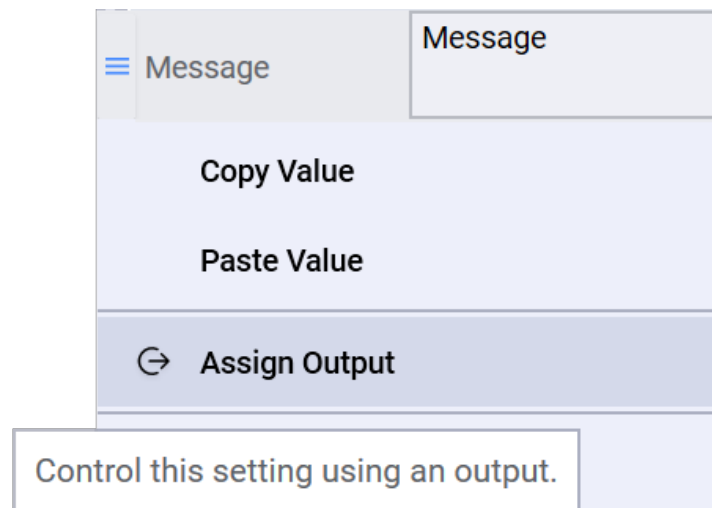 Message
Message
Copy Value
Paste Value
Assign Output
Control this setting using an output.